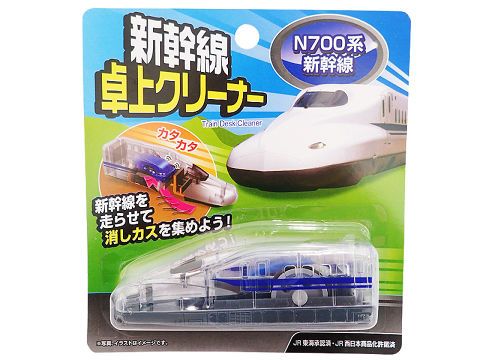 新幹線
卓上クリーナー
Train Desk Cleaner
N700系
新幹線
カタ
カタ
新幹線を
走らせて
消しカスを集めよう!
※写真、イラストはイメージです。
JR東海承認済・JR西日本商品化許諾済